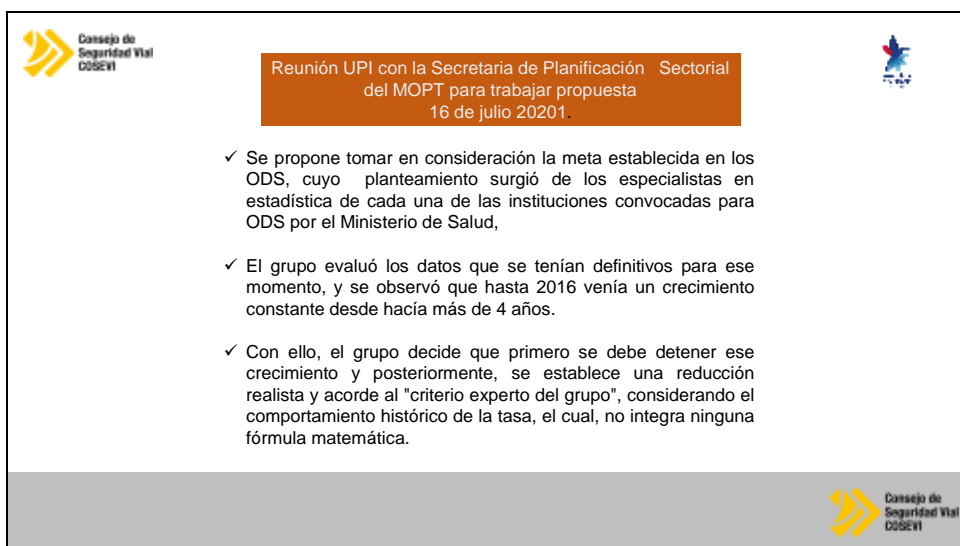 Consejo de
Seguridad Vial
COSEVI
Reunión UPI con la Secretaria de Planificación Sectorial
del MOPT para trabajar propuesta
16 de julio 20201.
✓ Se propone tomar en consideración la meta establecida en los
ODS, cuyo planteamiento surgió de los especialistas en
estadística de cada una de las instituciones convocadas para
ODS por el Ministerio de Salud,
✓ El grupo evaluó los datos que se tenían definitivos para ese
momento, y se observó que hasta 2016 venía un crecimiento
constante desde hacía más de 4 años.
✓ Con ello, el grupo decide que primero se debe detener ese
crecimiento y posteriormente, se establece una reducción
realista y acorde al "criterio experto del grupo", considerando el
comportamiento histórico de la tasa, el cual, no integra ninguna
fórmula matemática.
Consejo de
Seguridad Vial
COSEVI